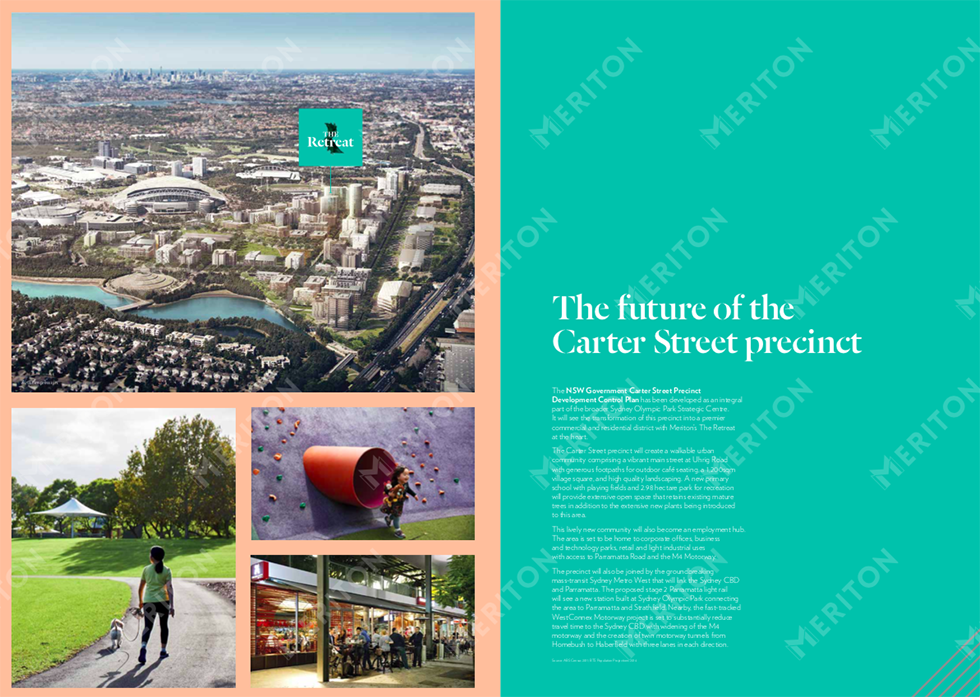 THE
Retreat
The future of the
Carter Street precinct
The NSW Government Carter Street Precinct
Development Control Plan has been developed as an integral
part of the broader Sydney Olympic Park Strategic Centre.
It will see the transformation of this precinct into a premier
commercial and residential district with Meriton's The Retreat
at the heart.
The Carter Street precinct will create a walkable urban
community comprising a vibrant main street at Uhrig Road
with generous footpaths for outdoor café seating, a 1,200sqm
village square, and high quality landscaping. A new primary
school with playing fields and 2.98 hectare park for recreation
will provide extensive open space that retains existing mature
trees in addition to the extensive new plants being introduced
to this area.
This lively new community will also become an employment hub.
The area is set to be home to corporate offices, business
and technology parks, retail and light industrial uses
with access to Parramatta Road and the M4 Motorway.
The precinct will also be joined by the groundbreaking
mass-transit Sydney Metro West that will link the Sydney CBD
and Parramatta. The proposed stage 2 Parramatta light rail
will see a new station built at Sydney Olympic Park connecting
the area to Parramatta and Strathfield. Nearby, the fast-tracked
WestConnex Motorway project is set to substantially reduce
travel time to the Sydney CBD with widening of the M4
motorway and the creation of twin motorway tunnels from
Homebush to Haberfield with three lanes in each direction.
MERITON
MERITON
MERITON
MERITON
MERITON
MERITON
MERITON
MERITON